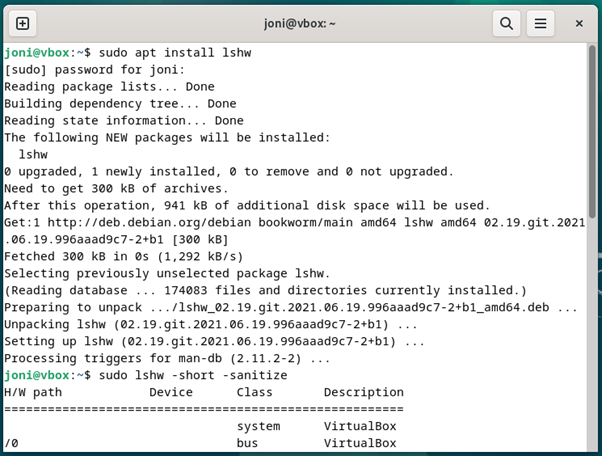 joni@vbox: ~
joni@vbox:~$ sudo apt install lshw
[sudo] password for joni:
Reading package lists... Done
Building dependency tree... Done
Reading state information... Done
The following NEW packages will be installed:
  lshw
0 upgraded, 1 newly installed, 0 to remove and 0 not upgraded.
Need to get 300 kB of archives.
After this operation, 941 kB of additional disk space will be used.
Get:1 http://deb.debian.org/debian bookworm/main amd64 lshw amd64 02.19.git.2021
.06.19.996aaad9c7-2+b1 [300 kB]
Fetched 300 kB in 0s (1,292 kB/s)
Selecting previously unselected package lshw.
(Reading database ... 174083 files and directories currently installed.)
Preparing to unpack .../lshw_02.19.git.2021.06.19.996aaad9c7-2+b1_amd64.deb ...
Unpacking lshw (02.19.git.2021.06.19.996aaad9c7-2+b1) ...
Setting up lshw (02.19.git.2021.06.19.996aaad9c7-2+b1) ...
Processing triggers for man-db (2.11.2-2) ...
joni@vbox:~$ sudo lshw -short -sanitize
H/W path            Device      Class       Description
=======================================================
                                system      VirtualBox
/0                              bus         VirtualBox